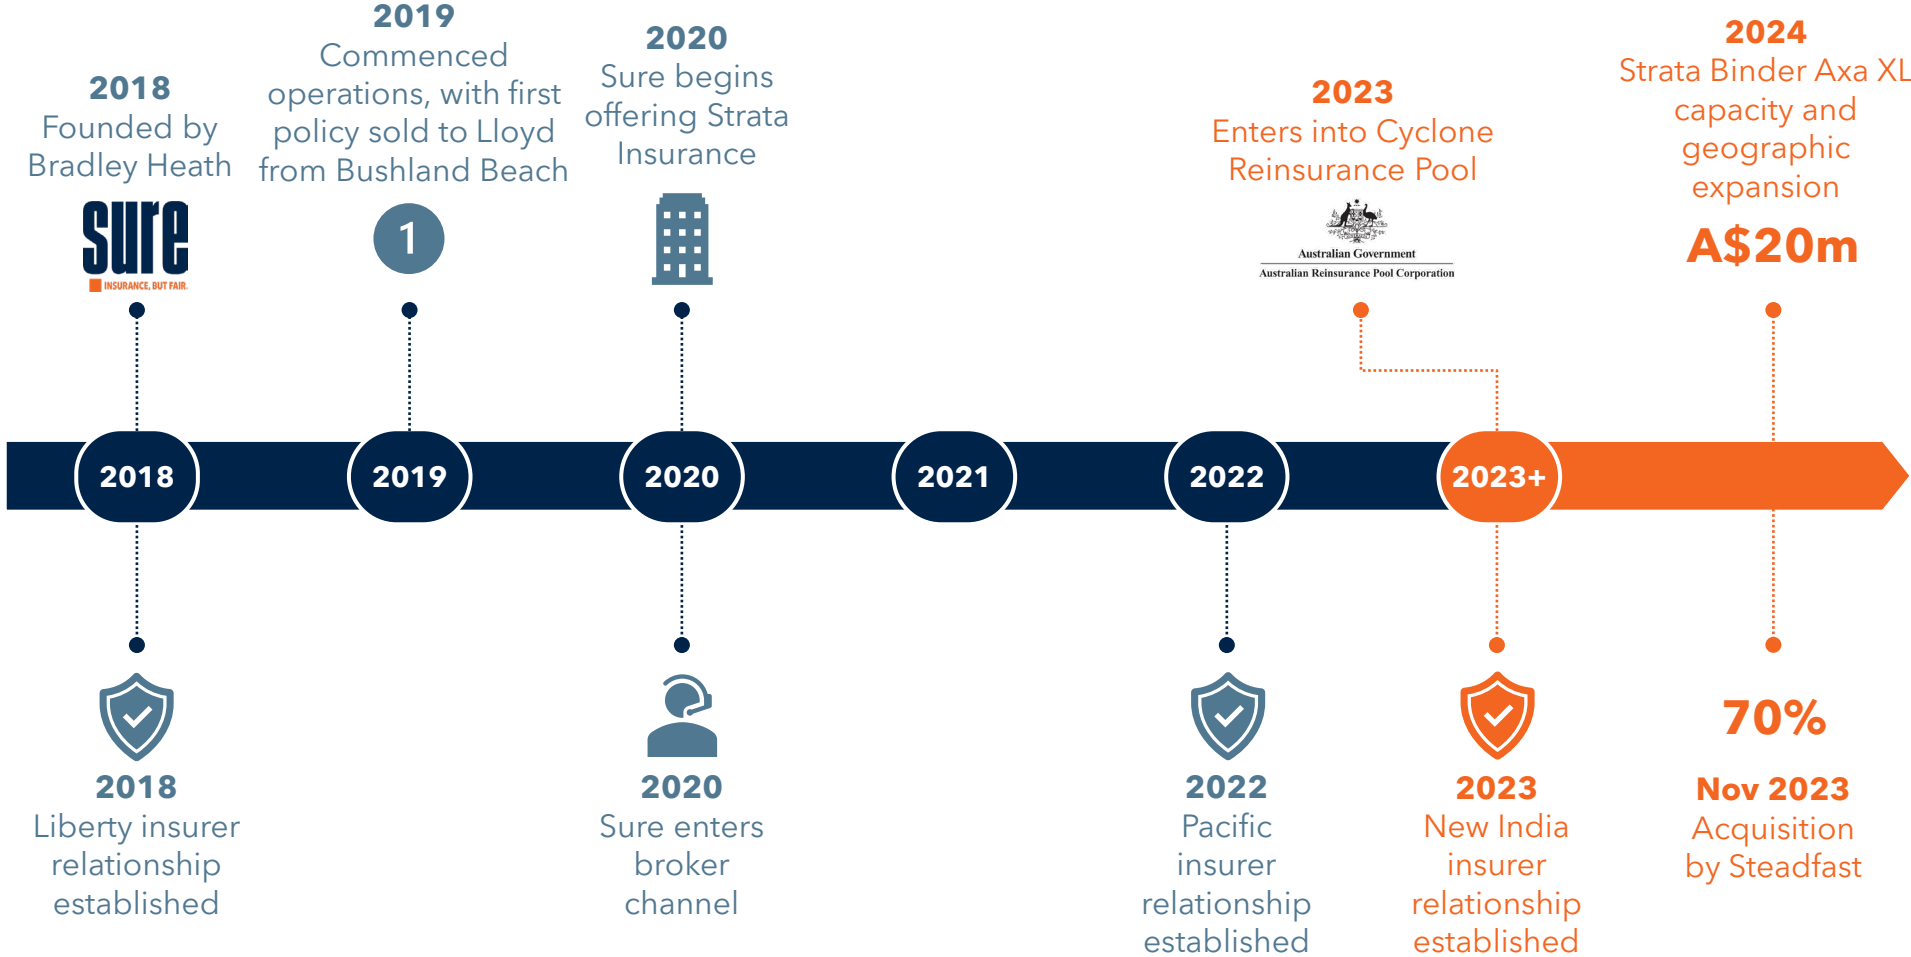 2018
Founded by
Bradley Heath
sure
INSURANCE, BUT FAIR.
2019
Commenced
operations, with first
policy sold to Lloyd
from Bushland Beach
1
2020
Sure begins
offering Strata
Insurance
2023
Enters into Cyclone
Reinsurance Pool
Australian Government
Australian Reinsurance Pool Corporation
2024
Strata Binder Axa XL
capacity and
geographic
expansion
A$20m
2018
2019
2020
2021
2022
2023+
2018
Liberty insurer
relationship
established
2020
Sure enters
broker
channel
2022
Pacific
insurer
relationship
established
2023
New India
insurer
relationship
established
70%
Nov 2023
Acquisition
by Steadfast